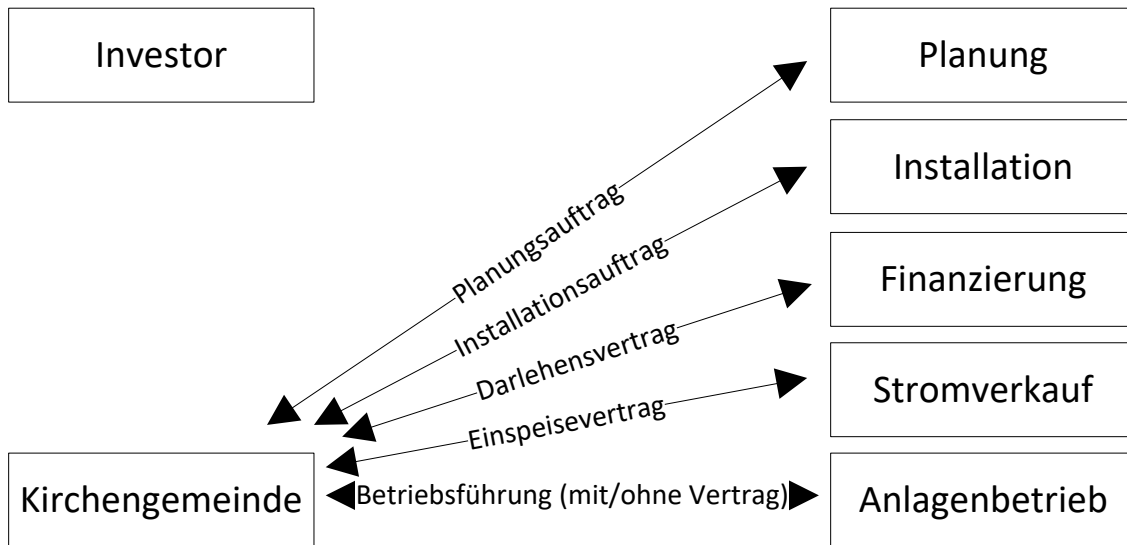 Investor
Planung
Installation
Planungsauftrag
Installationsauftrag
Finanzierung
Darlehensvertrag
Stromverkauf
Einspeisevertrag
Kirchengemeinde
Betriebsführung (mit/ohne Vertrag)
Anlagenbetrieb